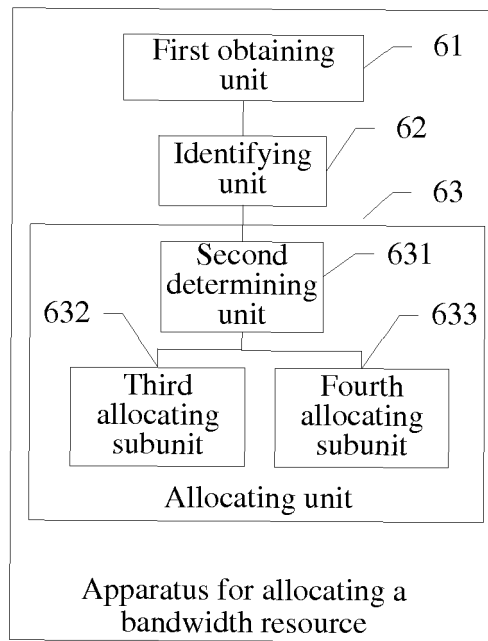 61
First obtaining
unit
62
Identifying
unit
63
Second
determining
unit
631
632
633
Third
allocating
subunit
Fourth
allocating
subunit
Allocating unit
Apparatus for allocating a
bandwidth resource